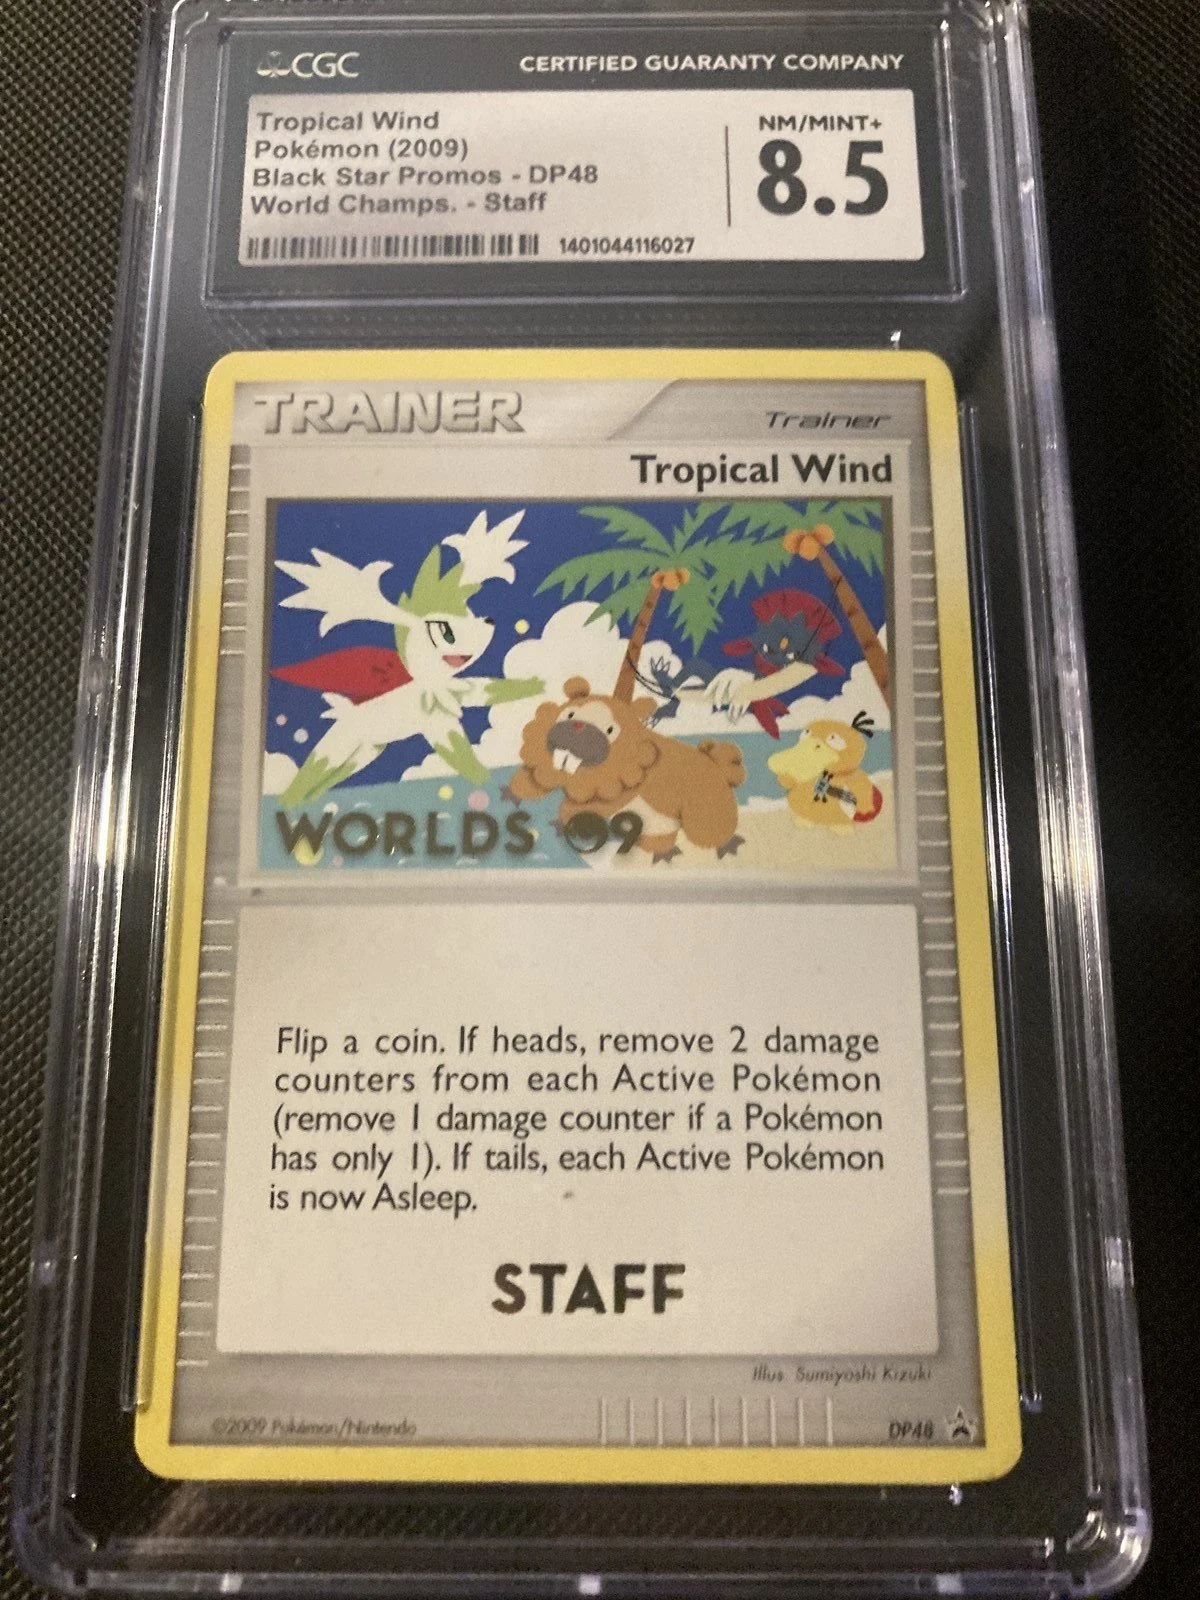 CGC CERTIFIED GUARANTY COMPANY
Tropical Wind
Pokémon (2009)
Black Star Promos - DP48
World Champs. - Staff
1401044116027
NM/MINT+
8.5
TRAINER Trainer
Tropical Wind
WORLDS 09
Flip a coin. If heads, remove 2 damage
counters from each Active Pokémon
(remove 1 damage counter if a Pokémon
has only 1). If tails, each Active Pokémon
is now Asleep.
STAFF
Illus. Sumiyoshi Kizuki
©2009 Pokémon/Nintendo DP48